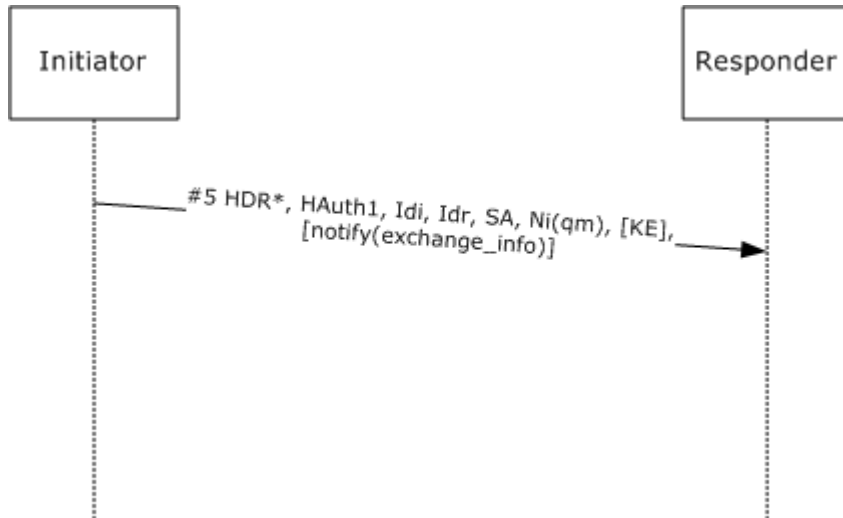 Initiator
Responder
#5 HDR*, HAuth1, Idi, Idr, SA, Ni(qm), [KE],
[notify(exchange_info)]